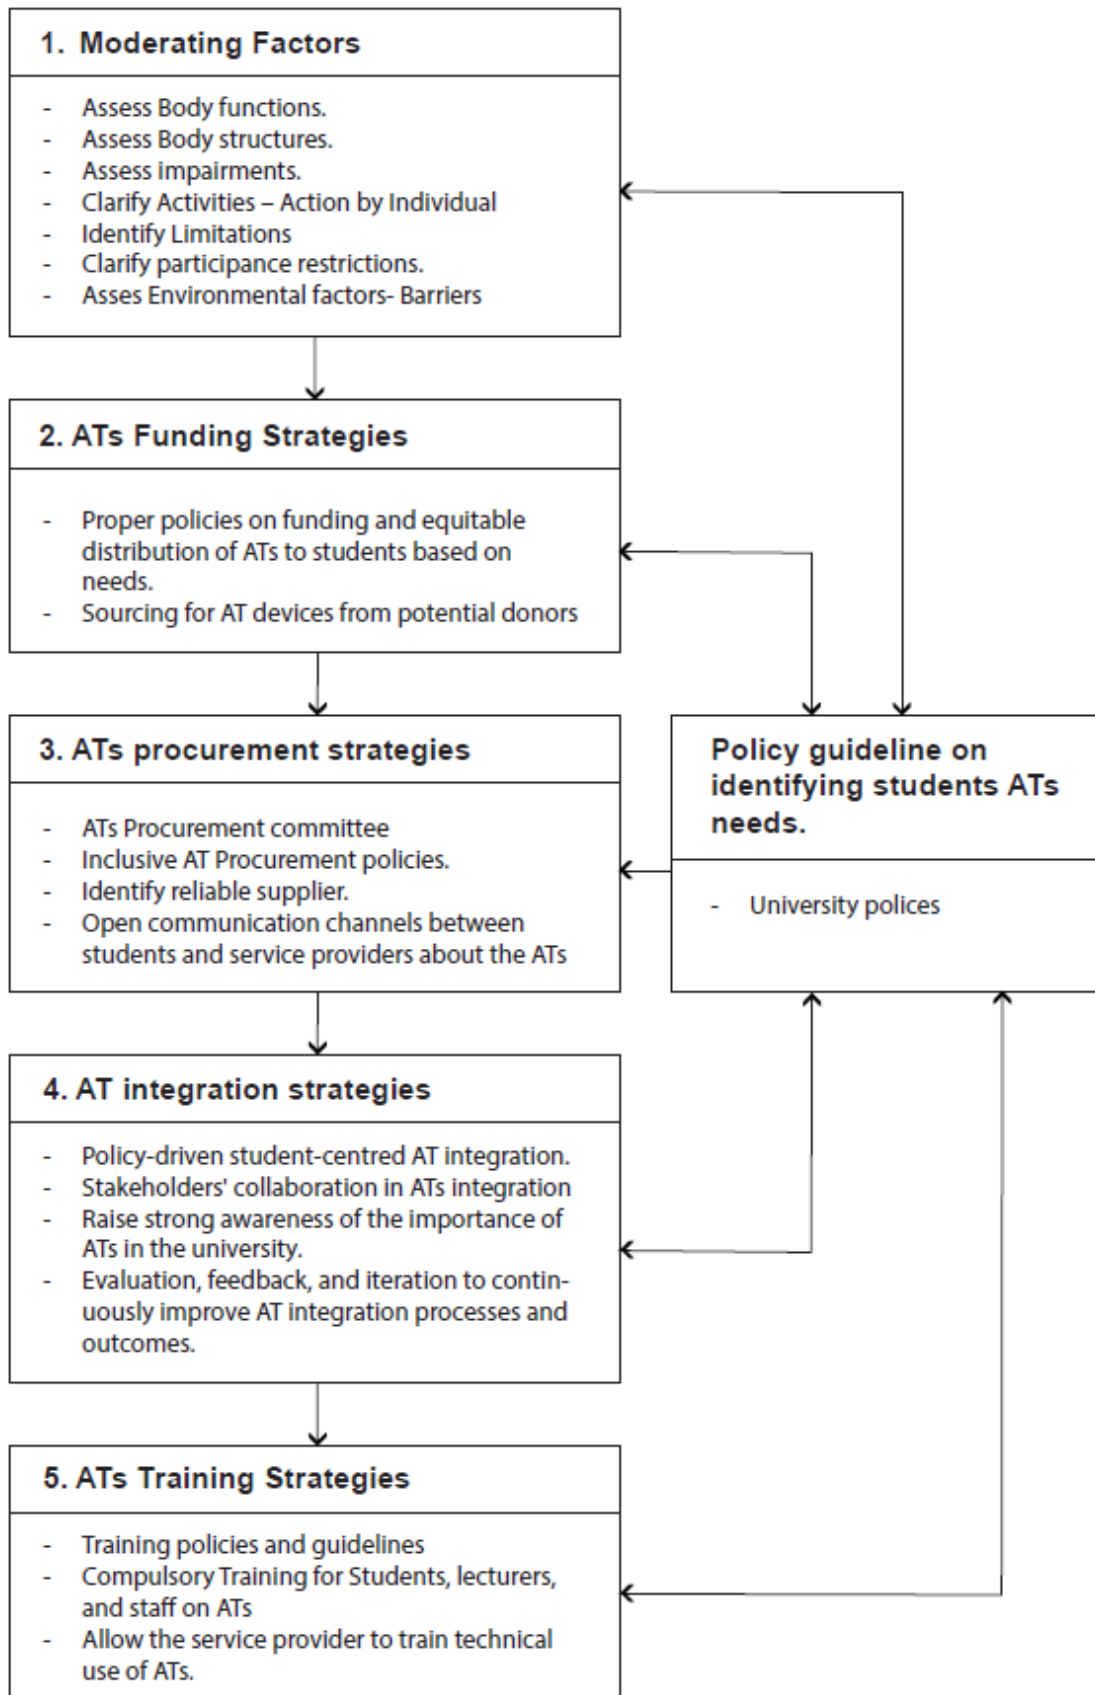 1. Moderating Factors
- Assess Body functions.
- Assess Body structures.
- Assess impairments.
- Clarify Activities – Action by Individual
- Identify Limitations
- Clarify participance restrictions.
- Asses Environmental factors- Barriers
2. ATs Funding Strategies
- Proper policies on funding and equitable
distribution of ATs to students based on
needs.
- Sourcing for AT devices from potential donors
3. ATs procurement strategies
- ATs Procurement committee
- Inclusive AT Procurement policies.
- Identify reliable supplier.
- Open communication channels between
students and service providers about the ATs
Policy guideline on
identifying students ATs
needs.
- University polices
4. AT integration strategies
- Policy-driven student-centred AT integration.
- Stakeholders' collaboration in ATs integration
- Raise strong awareness of the importance of
ATs in the university.
- Evaluation, feedback, and iteration to contin-
uously improve AT integration processes and
outcomes.
5. ATs Training Strategies
- Training policies and guidelines
- Compulsory Training for Students, lecturers,
and staff on ATs
- Allow the service provider to train technical
use of ATs.